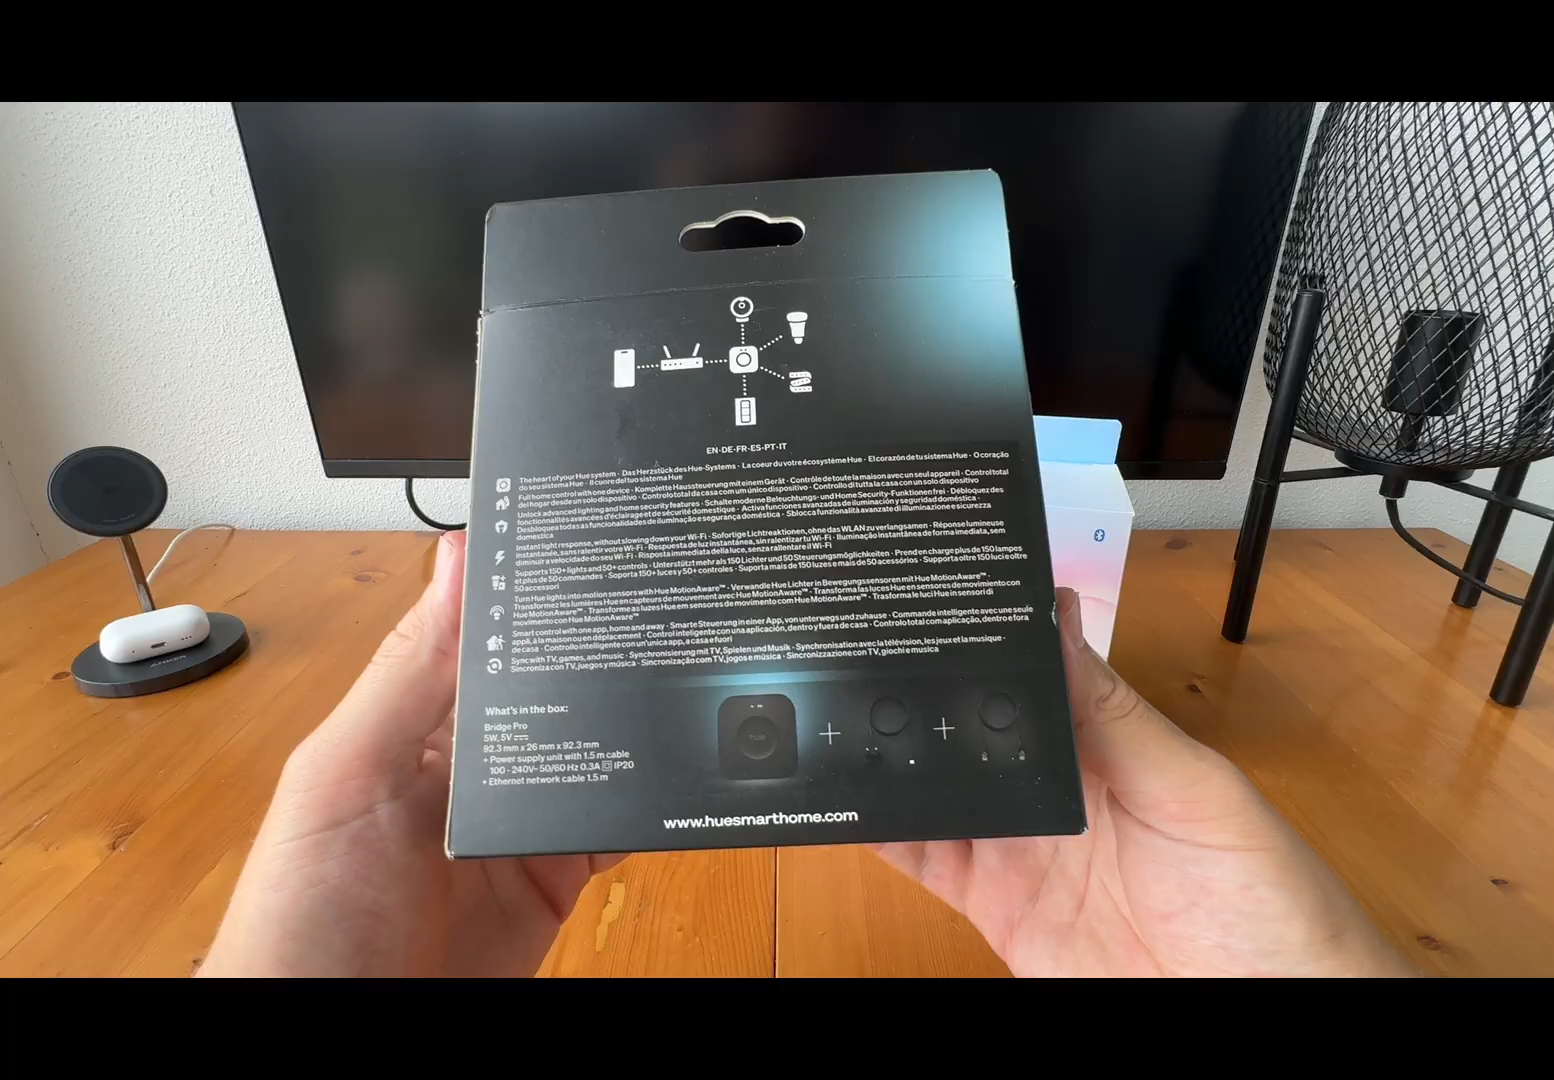 EN-DE-FR-ES-PT-IT
The heart of your Hue system - Das Herzstück des Hue-Systems - La coeur du votre écosystème Hue - El corazón de tu sistema Hue - O coração
do seu sistema Hue - Il cuore del tuo sistema Hue
Full home control with one device - Komplette Haussteuerung mit einem Gerät - Contrôle de toute la maison avec un seul appareil - Control total
del hogar desde un solo dispositivo - Controlo total da casa com um único dispositivo - Controllo di tutta la casa con un solo dispositivo
Unlock advanced lighting and home security features - Schalte moderne Beleuchtungs- und Home Security-Funktionen frei - Débloquez des
fonctionnalités avancées d'éclairage et de sécurité domestique - Activa funciones avanzadas de iluminación y seguridad doméstica -
Desbloquea todas as funcionalidades de iluminação e segurança doméstica - Sblocca funzionalità avanzate di illuminazione e sicurezza
domestica
Instant light response, without slowing down your Wi-Fi - Sofortige Lichtreaktionen, ohne das WLAN zu verlangsamen - Réponse lumineuse
instantanée, sans ralentir votre Wi-Fi - Respuesta de luz instantánea, sin ralentizar tu Wi-Fi - Iluminación instantânea de forma imediata, sem
diminuir a velocidade do seu Wi-Fi - Risposta immediata della luce, senza rallentare il Wi-Fi
Supports 150+ lights and 50+ controls - Unterstützt mehr als 150 Lichter und 50 Steuerungsmöglichkeiten - Prend en charge plus de 150 lampes
et plus de 50 commandes - Soporta 150+ luces y 50+ controles - Suporta mais de 150 luzes e mais de 50 acessórios - Supporta oltre 150 luci e oltre
50 accessori
Turn Hue lights into motion sensors with Hue MotionAware™ - Verwandle Hue Lichter in Bewegungssensoren mit Hue MotionAware™ -
Transformez les lumières Hue en capteurs de mouvement avec Hue MotionAware™ - Transforma las luces Hue en sensores de movimiento con
Hue MotionAware™ - Transforme as luzes Hue em sensores de movimento com Hue MotionAware™ - Trasforma le luci Hue in sensori di
movimento con Hue MotionAware™
Smart control with one app, home and away - Smarte Steuerung in einer App, von unterwegs und zuhause - Commande intelligente avec une seule
appli, à la maison ou en déplacement - Control inteligente con una aplicación, dentro y fuera de casa - Controlo total com aplicação, dentro e fora
de casa - Controllo intelligente con un'unica app, a casa e fuori
Sync with TV, games, and music - Synchronisierung mit TV, Spielen und Musik - Synchronisation avec la télévision, les jeux et la musique -
Sincroniza con TV, juegos y música - Sincronização com TV, jogos e música - Sincronizzazione con TV, giochi e musica
What's in the box:
Bridge Pro
5W, 5V
92.3 mm x 26 mm x 92.3 mm
+ Power supply unit with 1.5 m cable
100 - 240V~ 50/60 Hz 0.3A IP20
+ Ethernet network cable 1.5 m
www.huesmarthome.com
ANKER